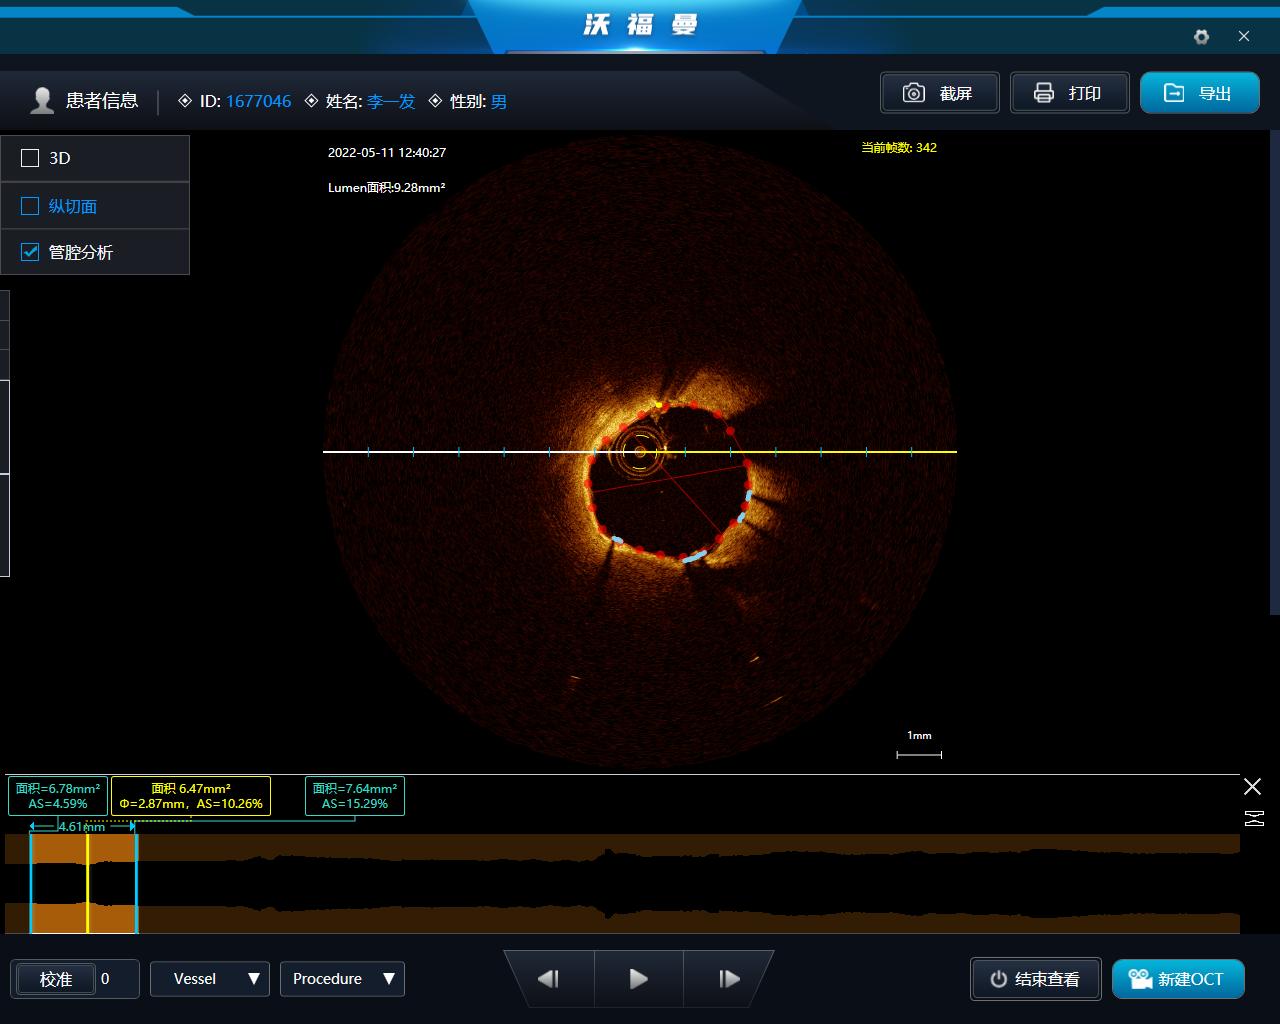 沃福曼
患者信息
ID: 1677046
姓名: 李一发
性别: 男
截屏
打印
导出
3D
纵切面
管腔分析
2022-05-11 12:40:27
Lumen面积:9.28mm²
当前帧数: 342
1mm
面积=6.78mm²
AS=4.59%
面积 6.47mm²
Φ=2.87mm，AS=10.26%
面积=7.64mm²
AS=15.29%
4.61mm
校准
0
Vessel
Procedure
结束查看
新建OCT